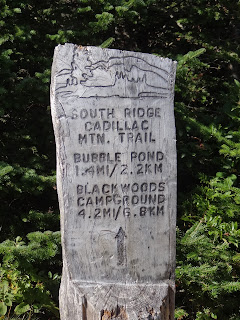 SOUTH RIDGE
CADILLAC
MTN. TRAIL
BUBBLE POND
1.4MI/2.2KM
BLACKWOODS
CAMPGROUND
4.2MI/6.8KM